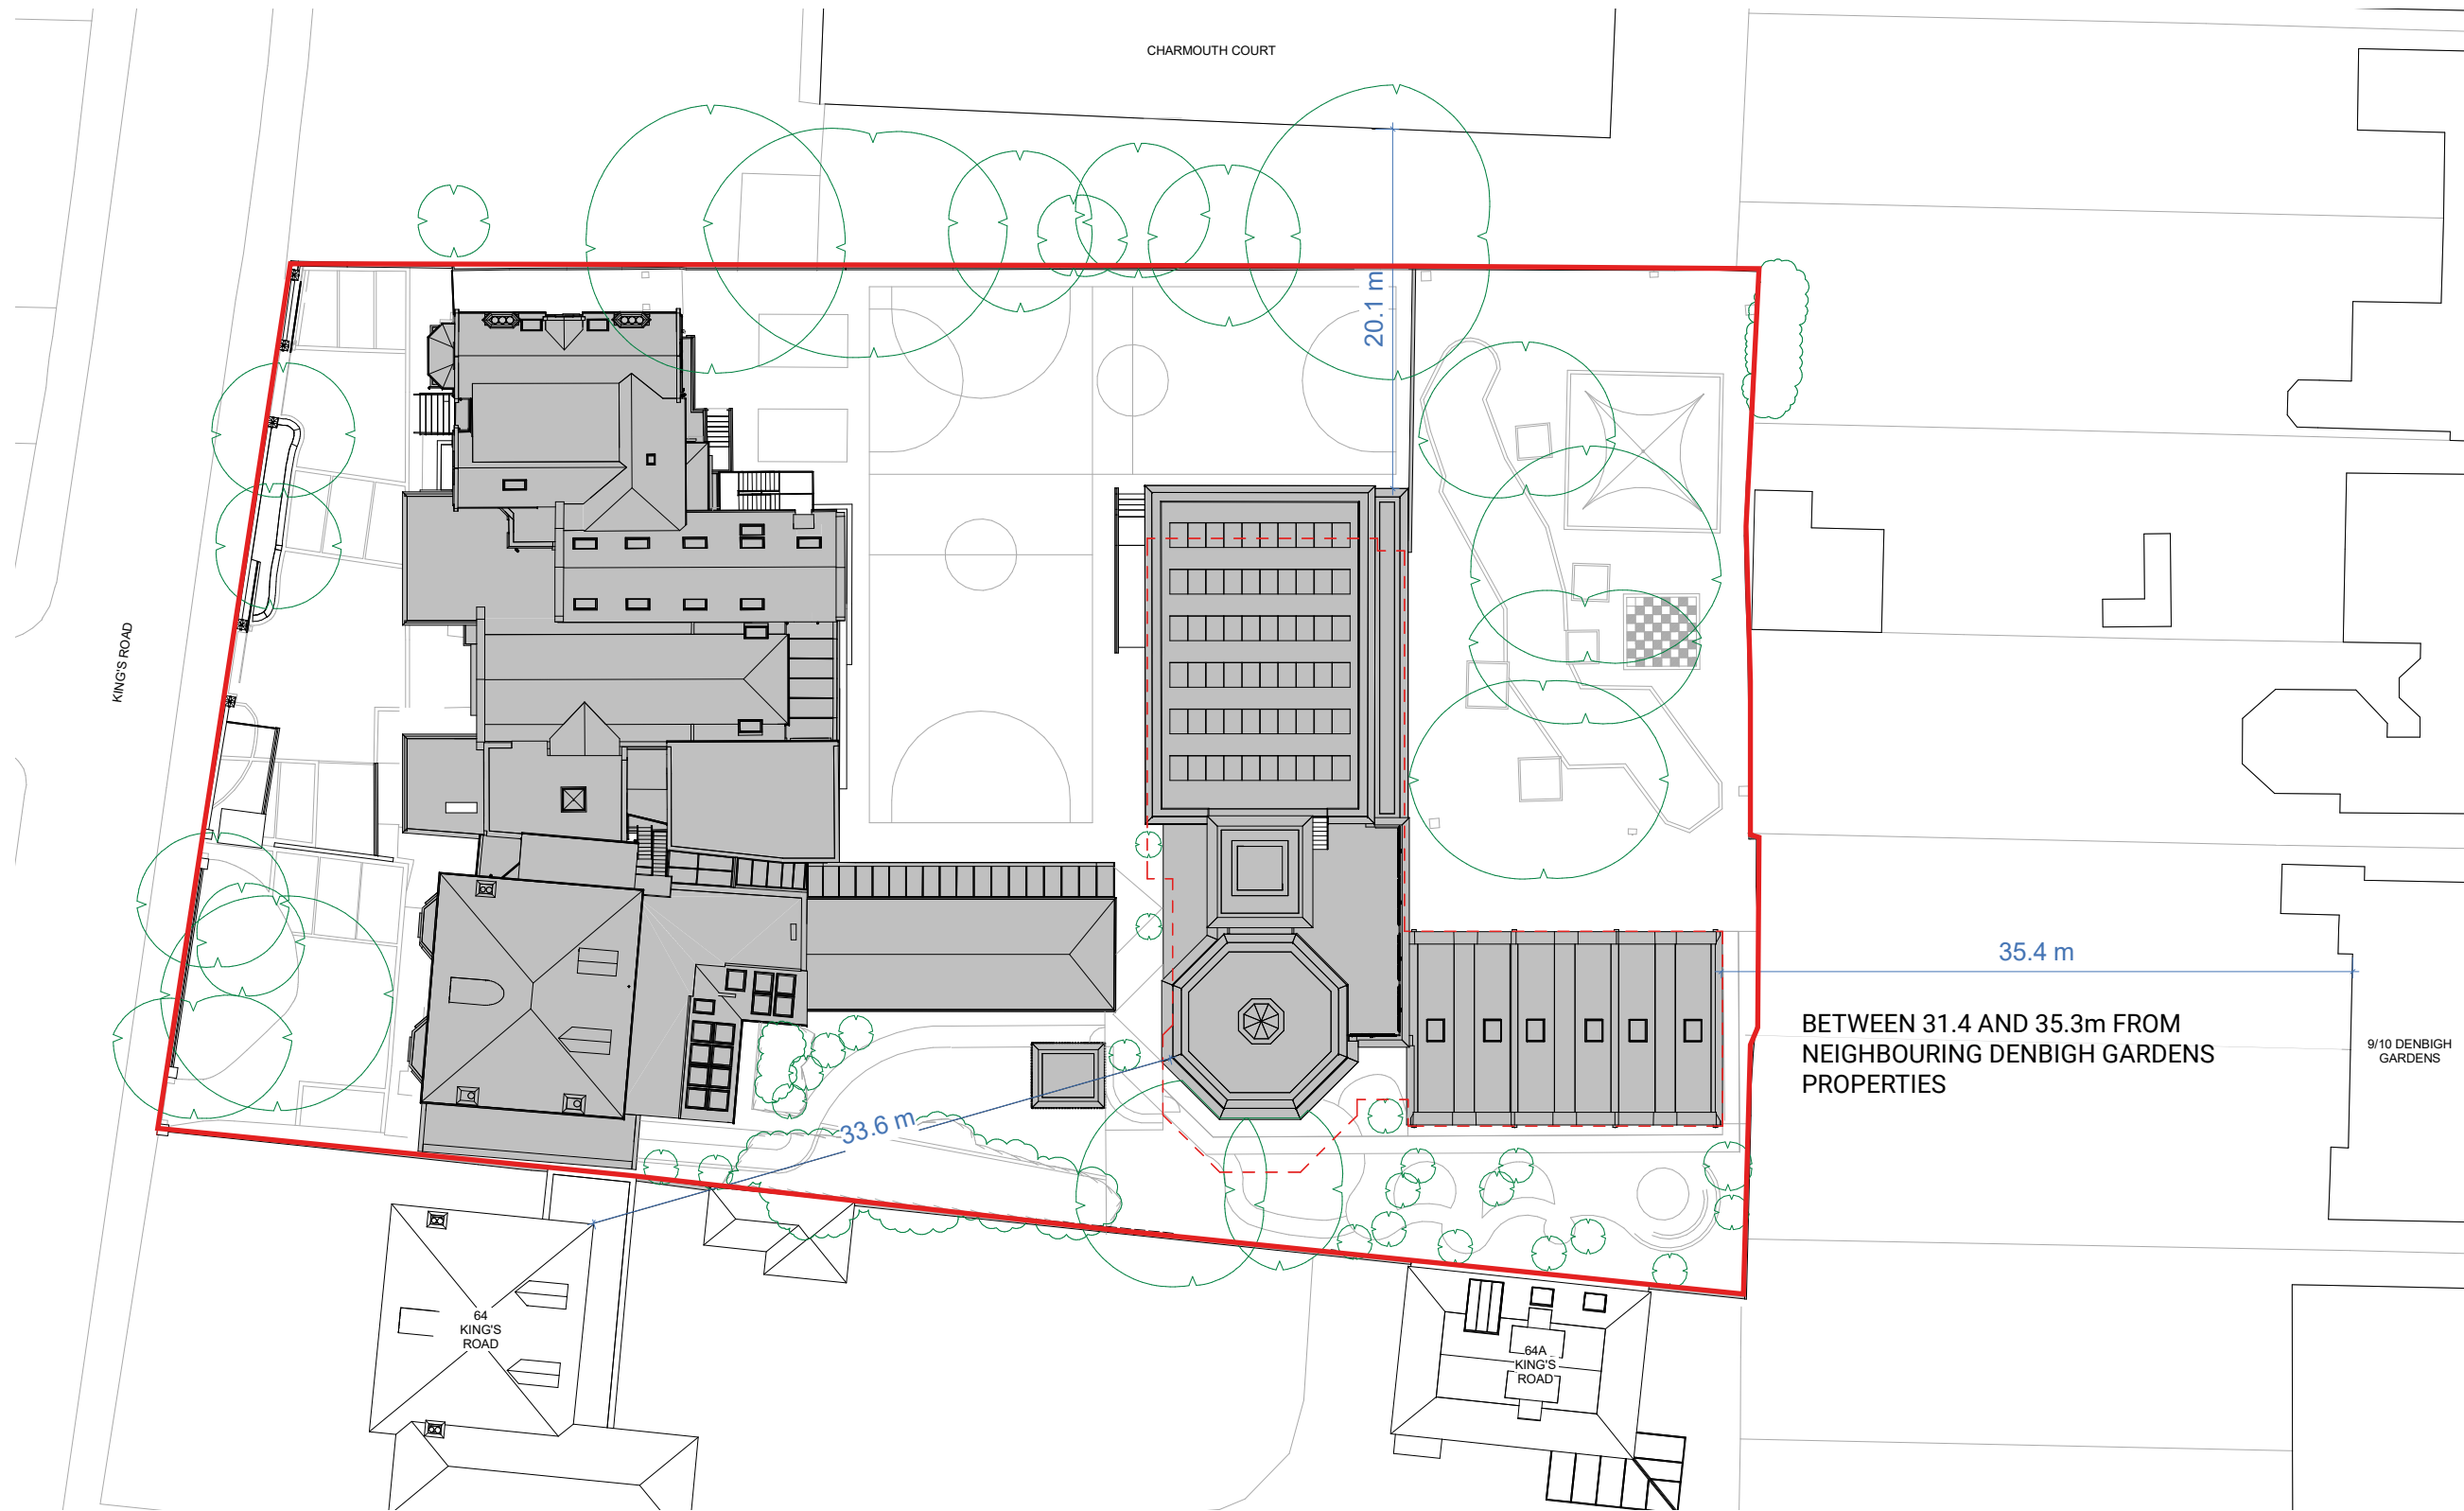 CHARMOUTH COURT
20.1 m
KING'S ROAD
35.4 m
BETWEEN 31.4 AND 35.3m FROM
NEIGHBOURING DENBIGH GARDENS
PROPERTIES
9/10 DENBIGH
GARDENS
33.6 m
64
KING'S
ROAD
64A
KING'S
ROAD